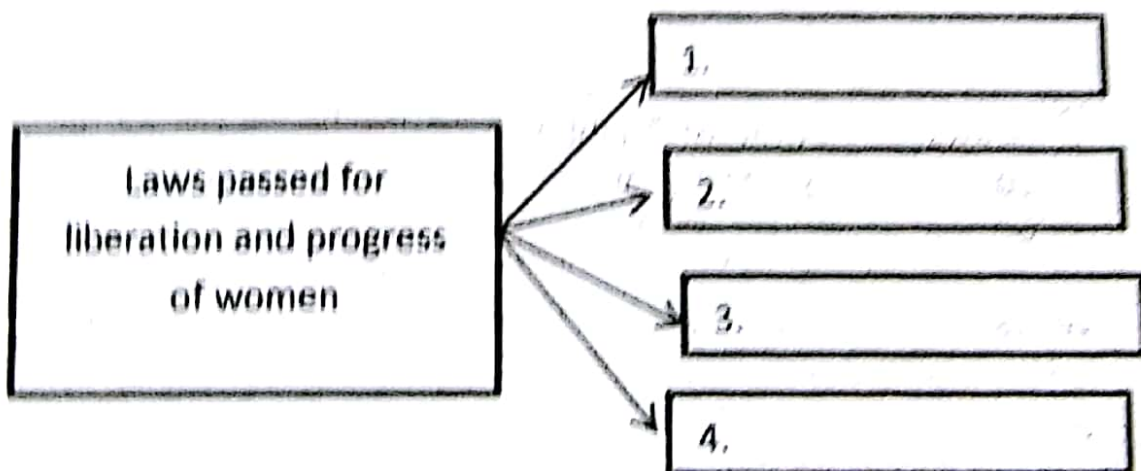 Laws passed for
liberation and progress
of women
1.
2.
3.
4.